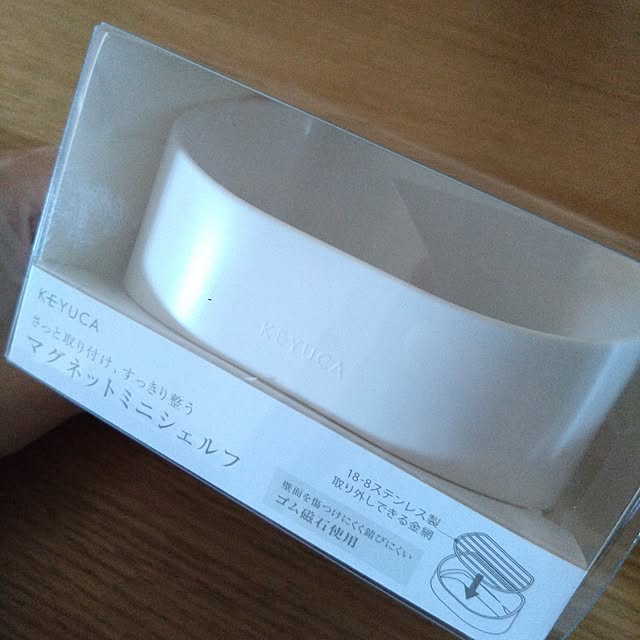 KEYUCA
KEYUCA
さっと取り付け、すっきり整う
マグネットミニシェルフ
18-8ステンレス製
取り外しできる金網
壁面を傷つけにくく錆びにくい
ゴム磁石使用